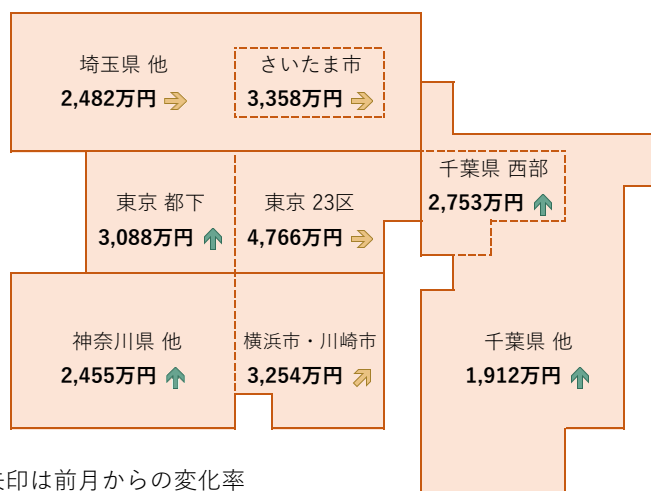 埼玉県 他
2,482万円
さいたま市
3,358万円
千葉県 西部
2,753万円
東京 都下
3,088万円
東京 23区
4,766万円
神奈川県 他
2,455万円
横浜市・川崎市
3,254万円
千葉県 他
1,912万円
矢印は前月からの変化率